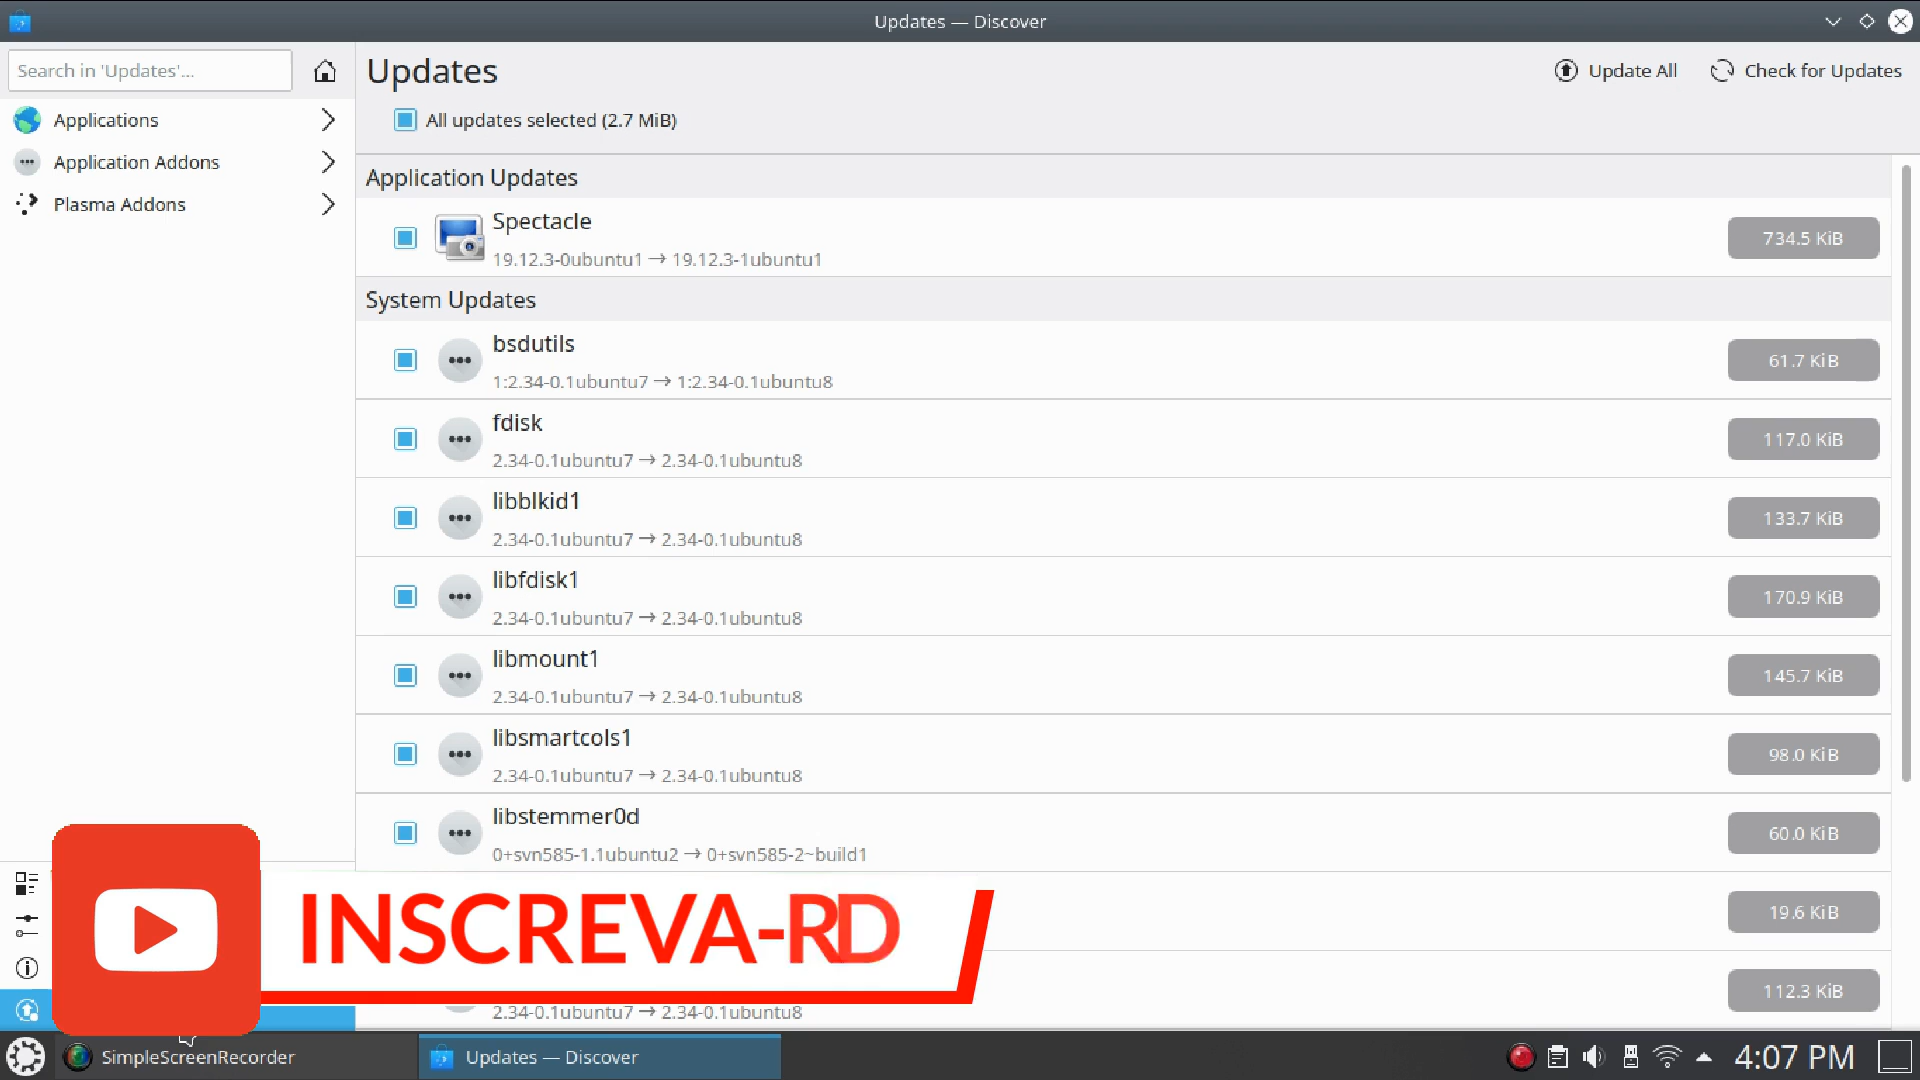 Updates — Discover
Search in 'Updates'...
Updates
Update All
Check for Updates
Applications
All updates selected (2.7 MiB)
Application Addons
Plasma Addons
Application Updates
Spectacle
19.12.3-0ubuntu1 → 19.12.3-1ubuntu1
734.5 KiB
System Updates
bsdutils
1:2.34-0.1ubuntu7 → 1:2.34-0.1ubuntu8
61.7 KiB
fdisk
2.34-0.1ubuntu7 → 2.34-0.1ubuntu8
117.0 KiB
libblkid1
2.34-0.1ubuntu7 → 2.34-0.1ubuntu8
133.7 KiB
libfdisk1
2.34-0.1ubuntu7 → 2.34-0.1ubuntu8
170.9 KiB
libmount1
2.34-0.1ubuntu7 → 2.34-0.1ubuntu8
145.7 KiB
libsmartcols1
2.34-0.1ubuntu7 → 2.34-0.1ubuntu8
98.0 KiB
libstemmer0d
0+svn585-1.1ubuntu2 → 0+svn585-2~build1
60.0 KiB
INSCREVA-RD
19.6 KiB
112.3 KiB
2.34-0.1ubuntu7 → 2.34-0.1ubuntu8
SimpleScreenRecorder
Updates — Discover
4:07 PM